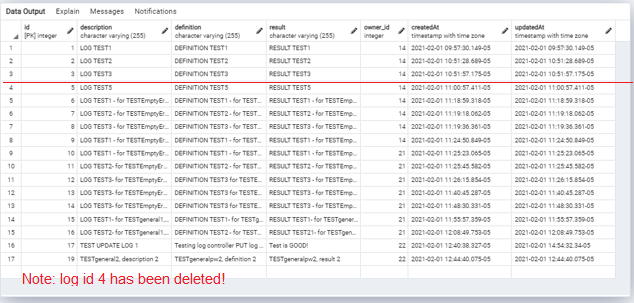 Data Output Explain Messages Notifications
id description definition result owner_id createdAt updatedAt
[PK] integer character varying (255) character varying (255) character varying (255) integer timestamp with time zone timestamp with time zone
1 1 LOG TEST1 DEFINITION TEST1 RESULT TEST1 14 2021-02-01 09:57:30.149-05 2021-02-01 09:57:30.149-05
2 2 LOG TEST2 DEFINITION TEST2 RESULT TEST2 14 2021-02-01 10:51:28.689-05 2021-02-01 10:51:28.689-05
3 3 LOG TEST3 DEFINITION TEST3 RESULT TEST3 14 2021-02-01 10:51:57.175-05 2021-02-01 10:51:57.175-05
4 5 LOG TEST5 DEFINITION TEST5 RESULT TEST5 14 2021-02-01 11:00:57.411-05 2021-02-01 11:00:57.411-05
5 6 LOG TEST1 - for TESTEmptyEr... DEFINITION TEST1 - for TEST... RESULT TEST1 - for TESTEmp... 14 2021-02-01 11:18:59.318-05 2021-02-01 11:18:59.318-05
6 7 LOG TEST2- for TESTEmptyEr... DEFINITION TEST2- for TEST... RESULT TEST2- for TESTEmp... 14 2021-02-01 11:19:18.062-05 2021-02-01 11:19:18.062-05
7 8 LOG TEST3- for TESTEmptyEr... DEFINITION TEST3- for TEST... RESULT TEST3- for TESTEmp... 14 2021-02-01 11:19:36.361-05 2021-02-01 11:19:36.361-05
8 9 LOG TEST1 - for TESTEmptyEr... DEFINITION TEST1 - for TEST... RESULT TEST1 - for TESTEmp... 14 2021-02-01 11:24:50.849-05 2021-02-01 11:24:50.849-05
9 10 LOG TEST1 - for TESTEmptyEr... DEFINITION TEST1 - for TEST... RESULT TEST1 - for TESTEmp... 21 2021-02-01 11:25:23.065-05 2021-02-01 11:25:23.065-05
10 11 LOG TEST2- for TESTEmptyEr... DEFINITION TEST2 for TESTE... RESULT TEST2- for TESTEmp... 21 2021-02-01 11:25:45.582-05 2021-02-01 11:25:45.582-05
11 12 LOG TEST3- for TESTEmptyEr... DEFINITION TEST3 for TESTE... RESULT TEST3- for TESTEmp... 21 2021-02-01 11:26:15.854-05 2021-02-01 11:26:15.854-05
12 13 LOG TEST3- for TESTEmptyEr... DEFINITION TEST3 for TESTE... RESULT TEST3- for TESTEmp... 21 2021-02-01 11:40:45.287-05 2021-02-01 11:40:45.287-05
13 14 LOG TEST3- for TESTEmptyEr... DEFINITION TEST3 for TESTE... RESULT TEST3- for TESTEmp... 21 2021-02-01 11:48:30.331-05 2021-02-01 11:48:30.331-05
14 15 LOG TEST1- for TESTgeneral1,... DEFINITION TEST1- for TESTg... RESULT TEST1- for TESTgener... 21 2021-02-01 11:55:57.359-05 2021-02-01 11:55:57.359-05
15 16 LOG TEST2- for TESTgeneral1... DEFINITION TEST2 for TESTg... RESULT TEST21- for TESTgen... 21 2021-02-01 12:08:49.753-05 2021-02-01 12:08:49.753-05
16 17 TEST UPDATE LOG 1 Testing log controller PUT log ... Test is GOOD! 22 2021-02-01 12:40:38.327-05 2021-02-01 14:54:32.34-05
17 19 TESTgeneral2, description 2 TESTgeneralpw2, definition 2 TESTgeneralpw2, result 2 22 2021-02-01 12:44:40.075-05 2021-02-01 12:44:40.075-05
Note: log id 4 has been deleted!